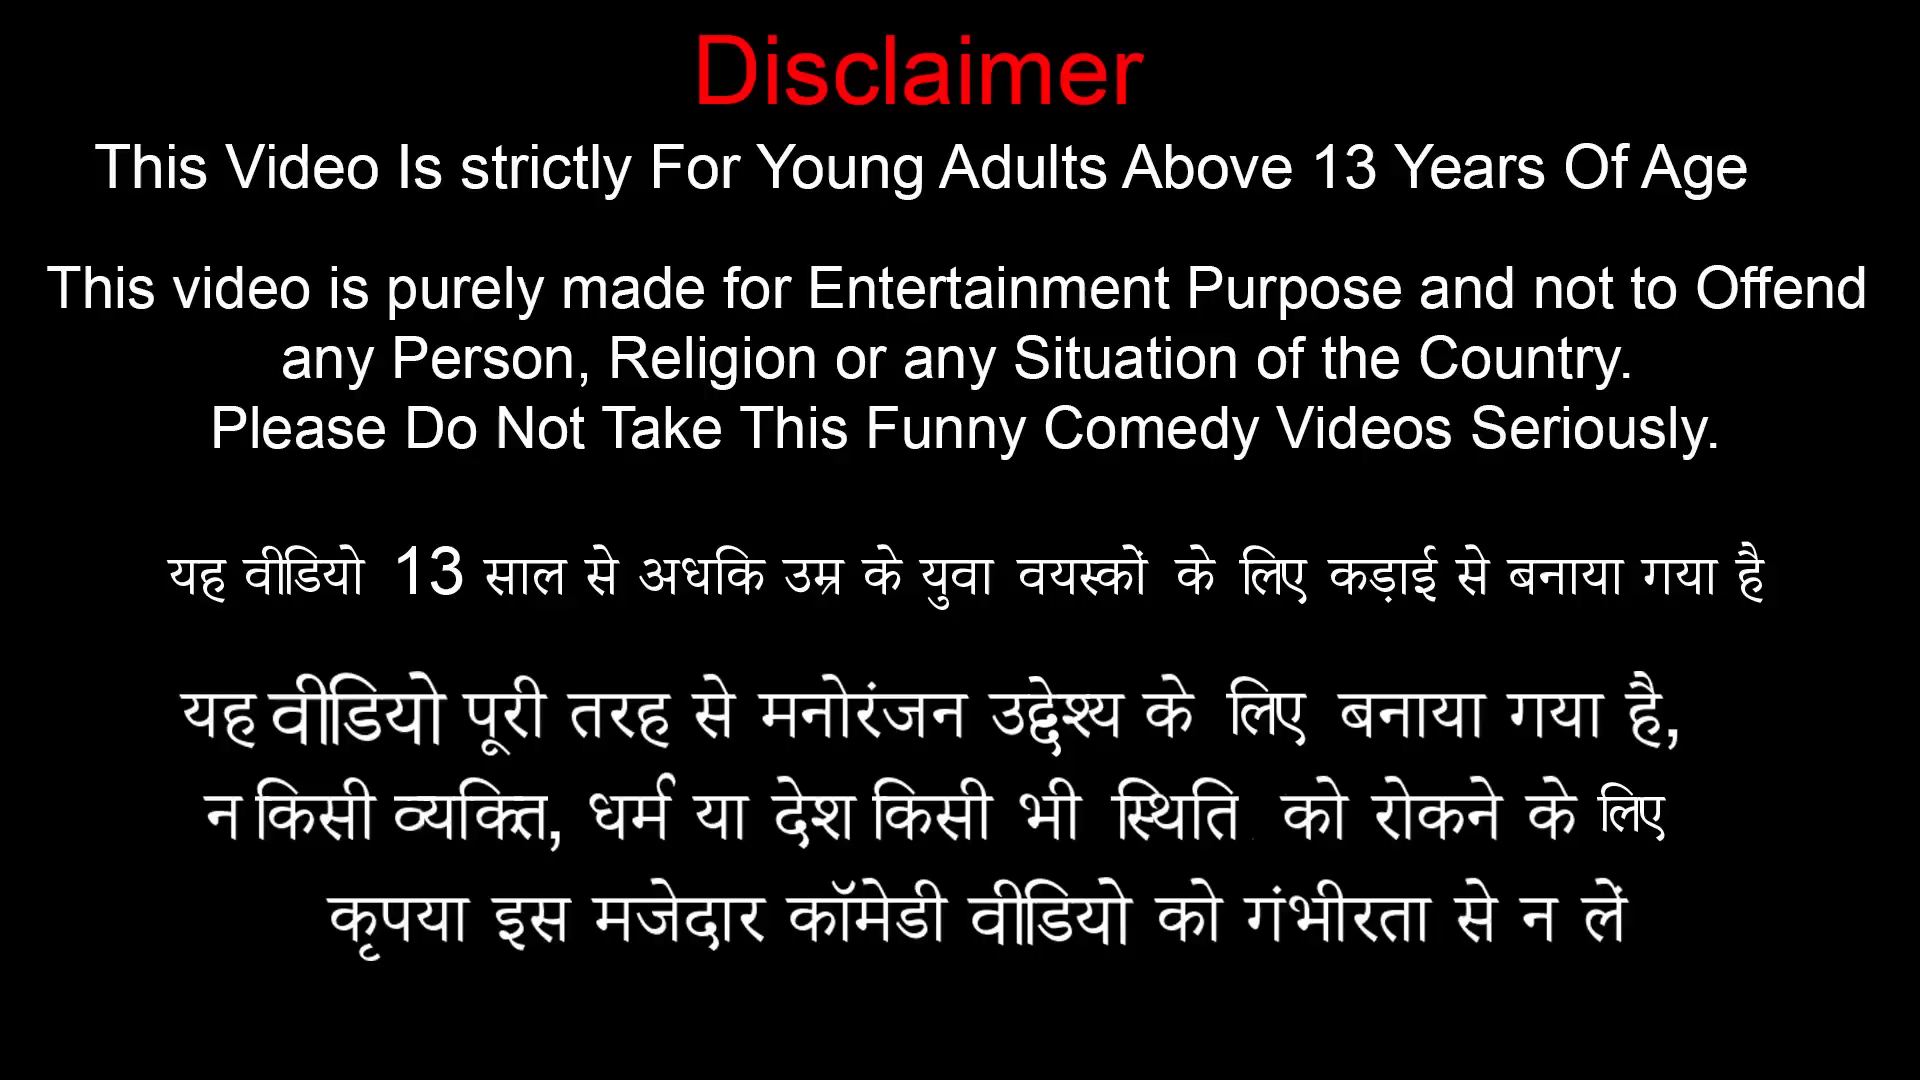 Disclaimer
This Video Is strictly For Young Adults Above 13 Years Of Age
This video is purely made for Entertainment Purpose and not to Offend
any Person, Religion or any Situation of the Country.
Please Do Not Take This Funny Comedy Videos Seriously.
यह वीडियो 13 साल से अधकि उम्र के युवा वयस्कों के लिए कड़ाई से बनाया गया है
यह वीडियो पूरी तरह से मनोरंजन उद्देश्य के लिए बनाया गया है,
न किसी व्यक्ति, धर्म या देश किसी भी स्थिति को रोकने के लिए
कृपया इस मजेदार कॉमेडी वीडियो को गंभीरता से न लें